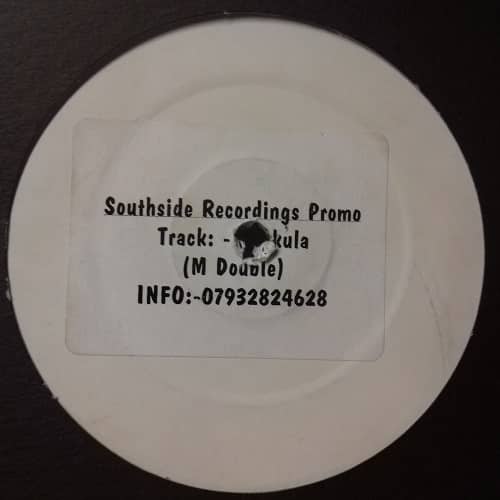 Southside Recordings Promo
Track: -
(M Double)
INFO:-07932824628